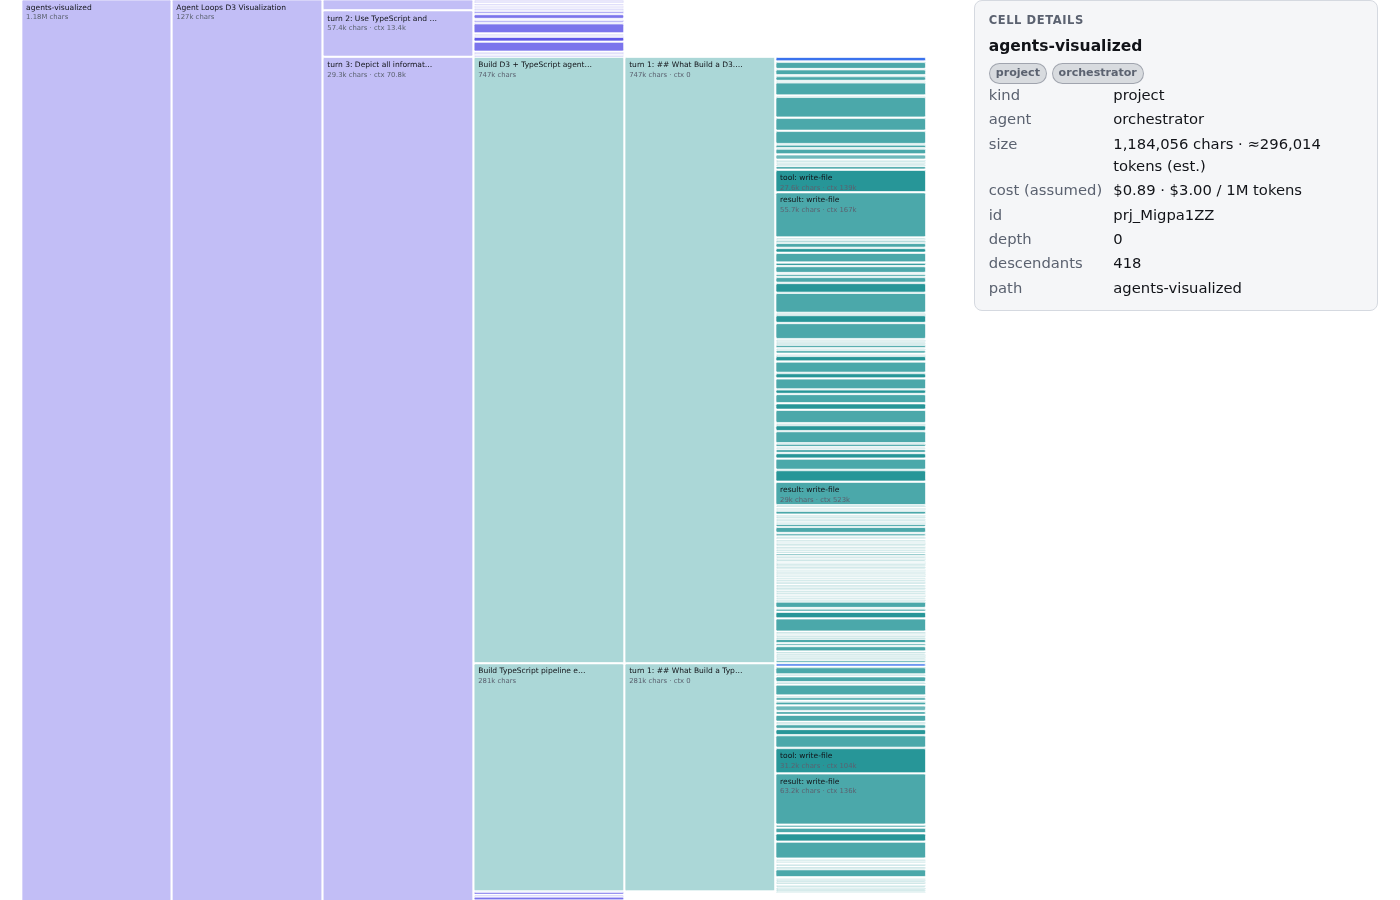 agents-visualized
1.18M chars
Agent Loops D3 Visualization
127k chars
turn 2: Use TypeScript and ...
57.4k chars · ctx 13.4k
turn 3: Depict all informat...
29.3k chars · ctx 70.8k
Build D3 + TypeScript agent...
747k chars
turn 1: ## What Build a D3....
747k chars · ctx 0
tool: write-file
result: write-file
55.7k chars · ctx 167k
result: write-file
29k chars · ctx 523k
Build TypeScript pipeline e...
281k chars
turn 1: ## What Build a Typ...
281k chars · ctx 0
tool: write-file
result: write-file
63.2k chars · ctx 136k
CELL DETAILS
agents-visualized
project orchestrator
kind project
agent orchestrator
size 1,184,056 chars · ≈296,014
tokens (est.)
cost (assumed) $0.89 · $3.00 / 1M tokens
id prj_Migpa1ZZ
depth 0
descendants 418
path agents-visualized